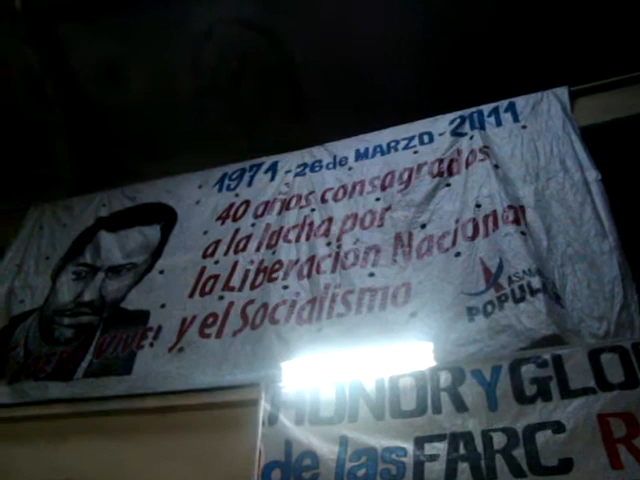 1971-26 de MARZO-2011
40 años consagrados
a la lucha por
la Liberación Nacional
y el Socialismo
VIVE!
POPUL
HONOR Y GLO
de las FARC R